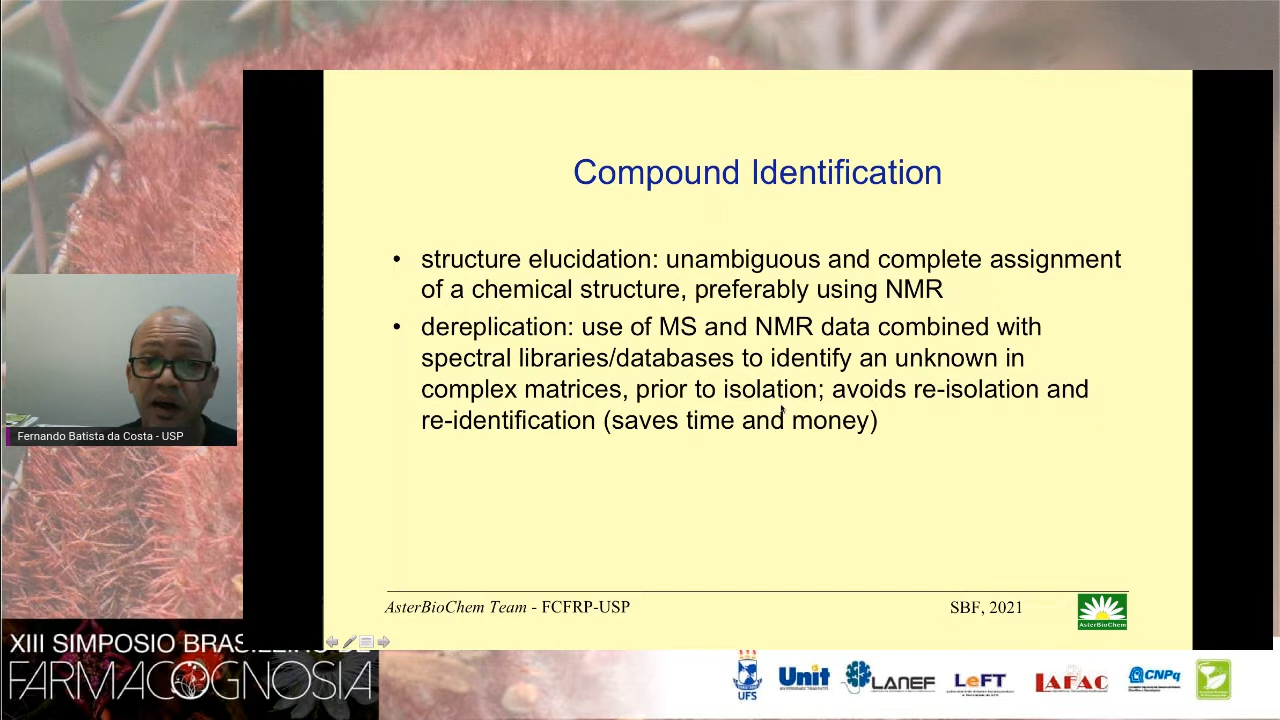 Compound Identification
• structure elucidation: unambiguous and complete assignment
of a chemical structure, preferably using NMR
• dereplication: use of MS and NMR data combined with
spectral libraries/databases to identify an unknown in
complex matrices, prior to isolation; avoids re-isolation and
re-identification (saves time and money)
Fernando Batista da Costa - USP
AsterBioChem Team - FCFRP-USP
SBF, 2021
AsterBioChem
XIII SIMPOSIO
FARMACOGNOSIA
UFS
Unit
LANEF
LeFT
LAFAC
CNPq